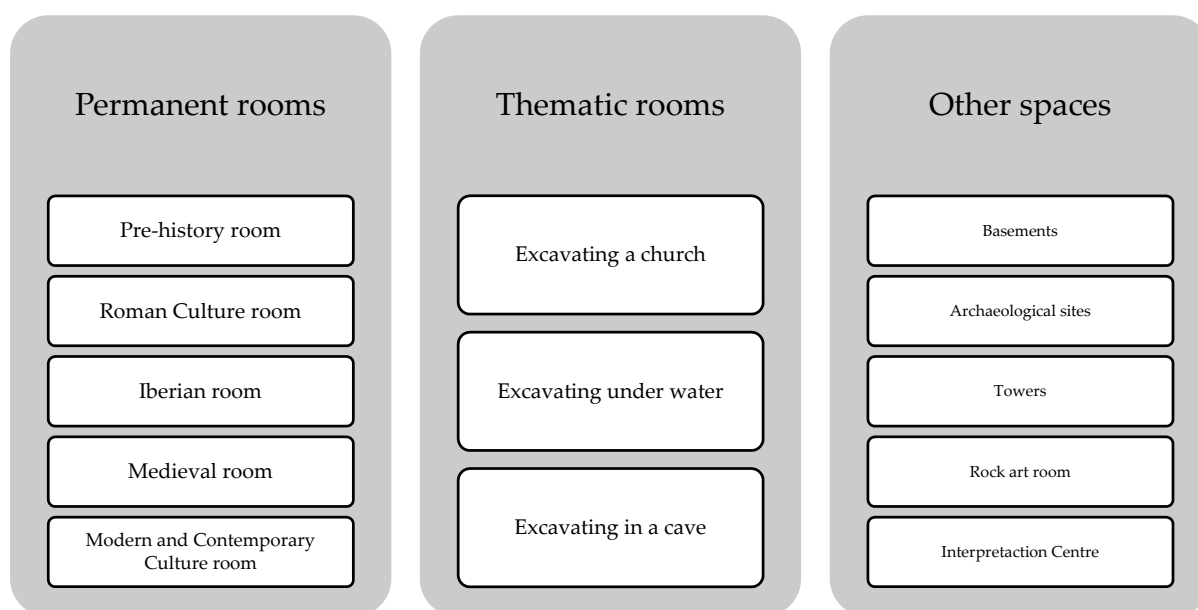 Permanent rooms
Pre-history room
Roman Culture room
Iberian room
Medieval room
Modern and Contemporary
Culture room
Thematic rooms
Excavating a church
Excavating under water
Excavating in a cave
Other spaces
Basements
Archaeological sites
Towers
Rock art room
Interpretaction Centre